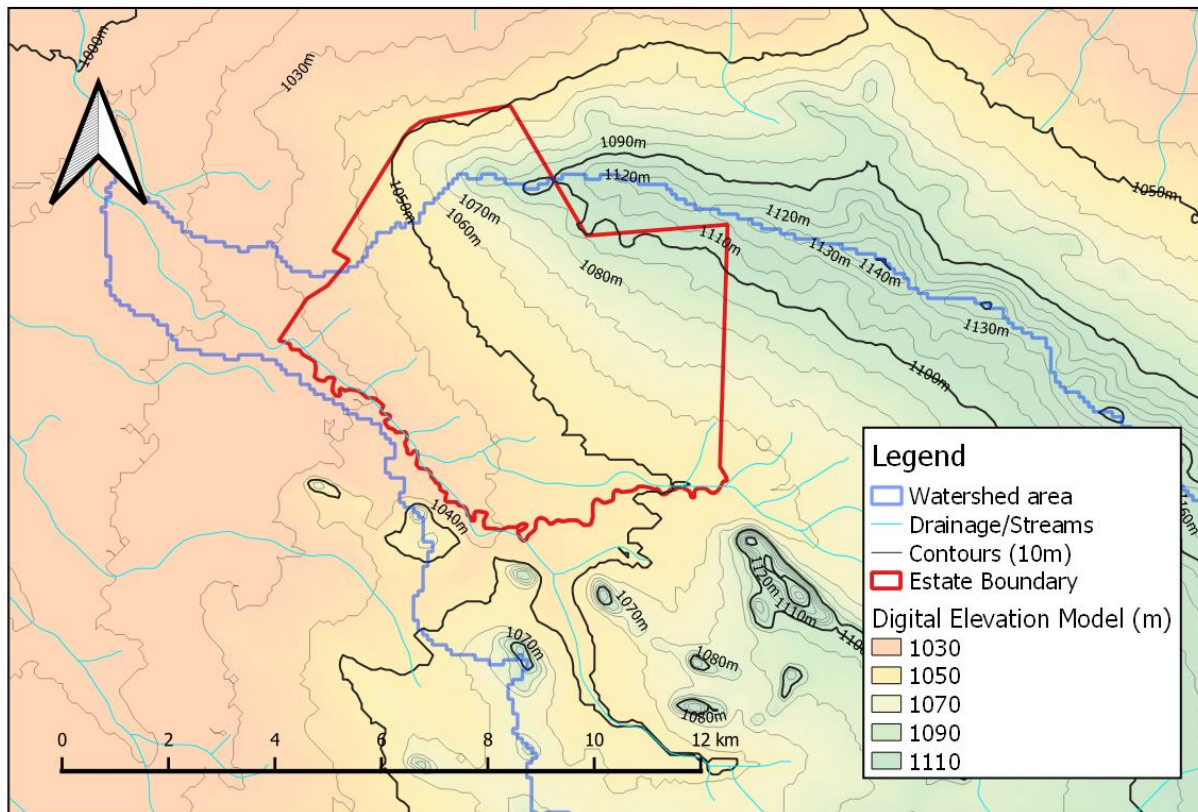 1000m
1030m
1090m
1120m
1050m
1070m
1060m
1050m
1120m
1110m
1130m
1140m
1080m
1130m
1100m
1040m
1120m
1110m
1070m
1070m
1100
1080m
1080m
1160m
0 2 4 6 8 10 12 km
Legend
Watershed area
Drainage/Streams
Contours (10m)
Estate Boundary
Digital Elevation Model (m)
1030
1050
1070
1090
1110